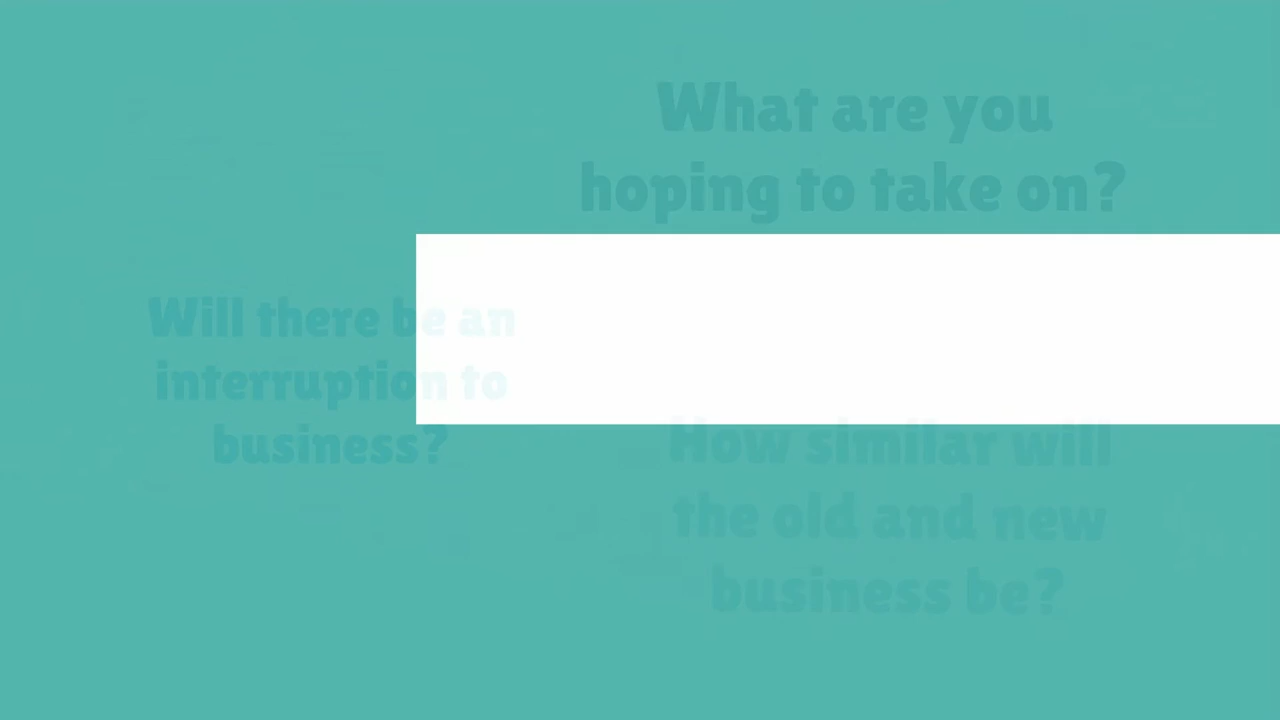 What are you
hoping to take on?
Will there be an
interruption to
business?
How similar will
the old and new
business be?